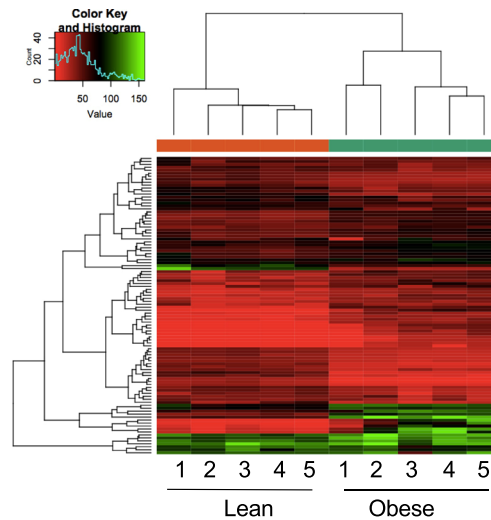 Color Key
and Histogram
Count
0 20 40
50 100 150
Value
1 2 3 4 5 1 2 3 4 5
Lean Obese